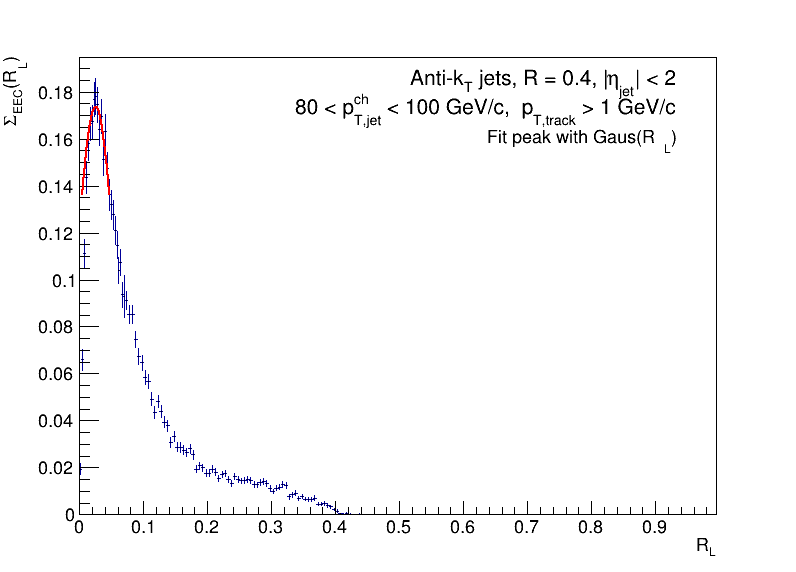 Σ_EEC(R_L)
Anti-k_T jets, R = 0.4, |η_jet| < 2
80 < p^ch_T,jet < 100 GeV/c, p_T,track > 1 GeV/c
Fit peak with Gaus(R_L)
0.18
0.16
0.14
0.12
0.1
0.08
0.06
0.04
0.02
0
0 0.1 0.2 0.3 0.4 0.5 0.6 0.7 0.8 0.9
R_L